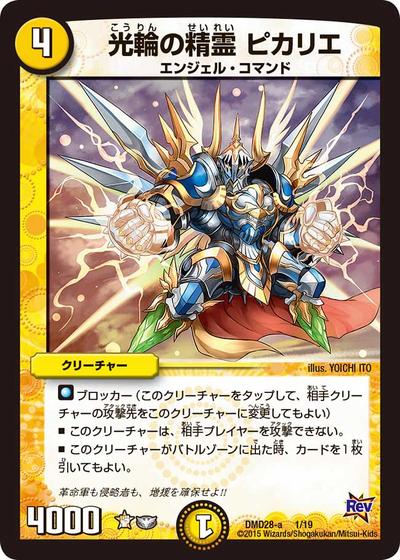 4
こうりん せいれい
光輪の精霊 ピカリエ
エンジェル・コマンド
クリーチャー
illus. YOICHI ITO
ブロッカー（このクリーチャーをタップして、相手クリー
チャーの攻撃先をこのクリーチャーに変更してもよい）
■ このクリーチャーは、相手プレイヤーを攻撃できない。
■ このクリーチャーがバトルゾーンに出た時、カードを1枚
引いてもよい。
革命軍も侵略者も、増援を確保せよ!!
4000
1
Rev
DMD28-a 1/19
©2015 Wizards/Shogakukan/Mitsui-Kids